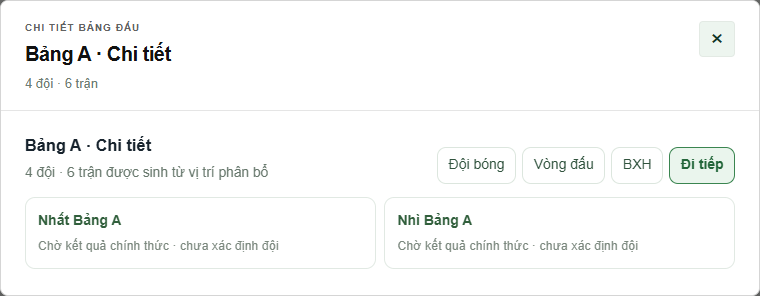 CHI TIẾT BẢNG ĐẤU
Bảng A · Chi tiết
4 đội · 6 trận
×
Bảng A · Chi tiết
4 đội · 6 trận được sinh từ vị trí phân bổ
Đội bóng
Vòng đấu
BXH
Đi tiếp
Nhất Bảng A
Chờ kết quả chính thức · chưa xác định đội
Nhì Bảng A
Chờ kết quả chính thức · chưa xác định đội